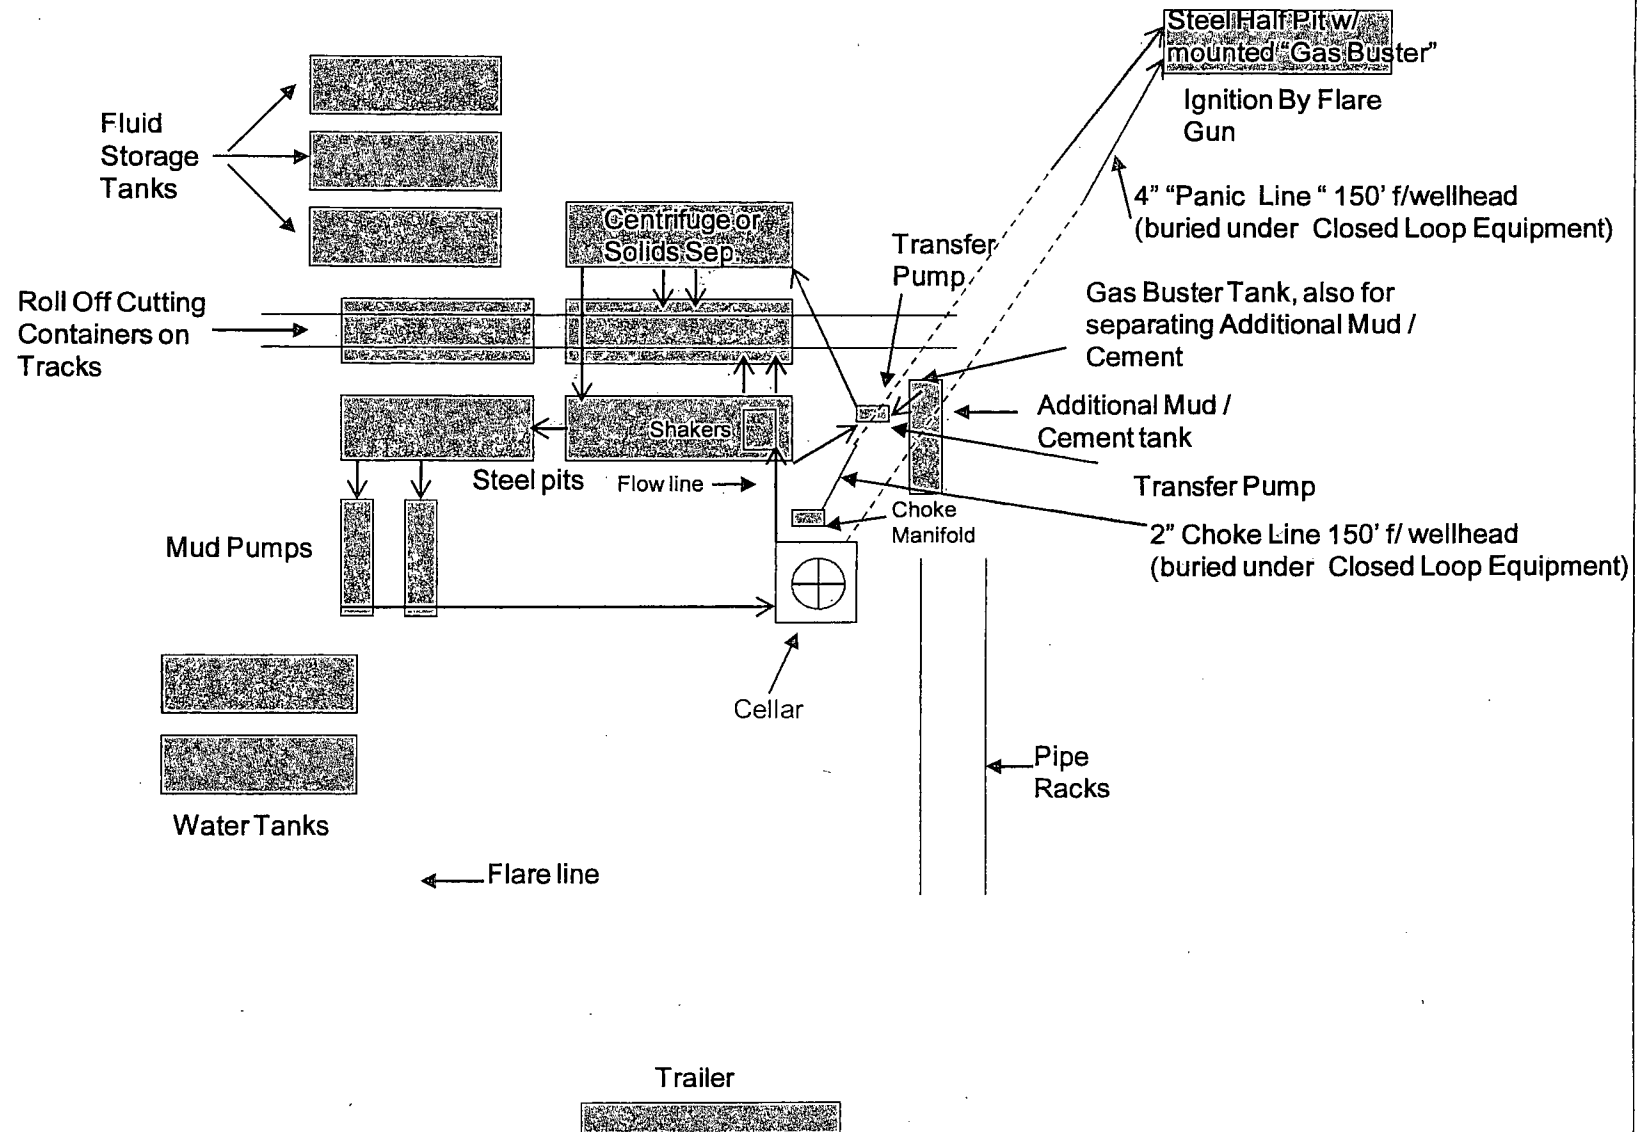 Steel Half Pit w/
mounted “Gas Buster”
Ignition By Flare
Gun
Fluid
Storage
Tanks
4” “Panic Line “ 150’ f/wellhead
(buried under Closed Loop Equipment)
Centrifuge or
Solids Sep.
Transfer
Pump
Roll Off Cutting
Containers on
Tracks
Gas Buster Tank, also for
separating Additional Mud /
Cement
Additional Mud /
Cement tank
Shakers
Steel pits
Flow line
Transfer Pump
Choke
Manifold
2” Choke Line 150’ f/ wellhead
(buried under Closed Loop Equipment)
Mud Pumps
Cellar
Pipe
Racks
Water Tanks
Flare line
Trailer